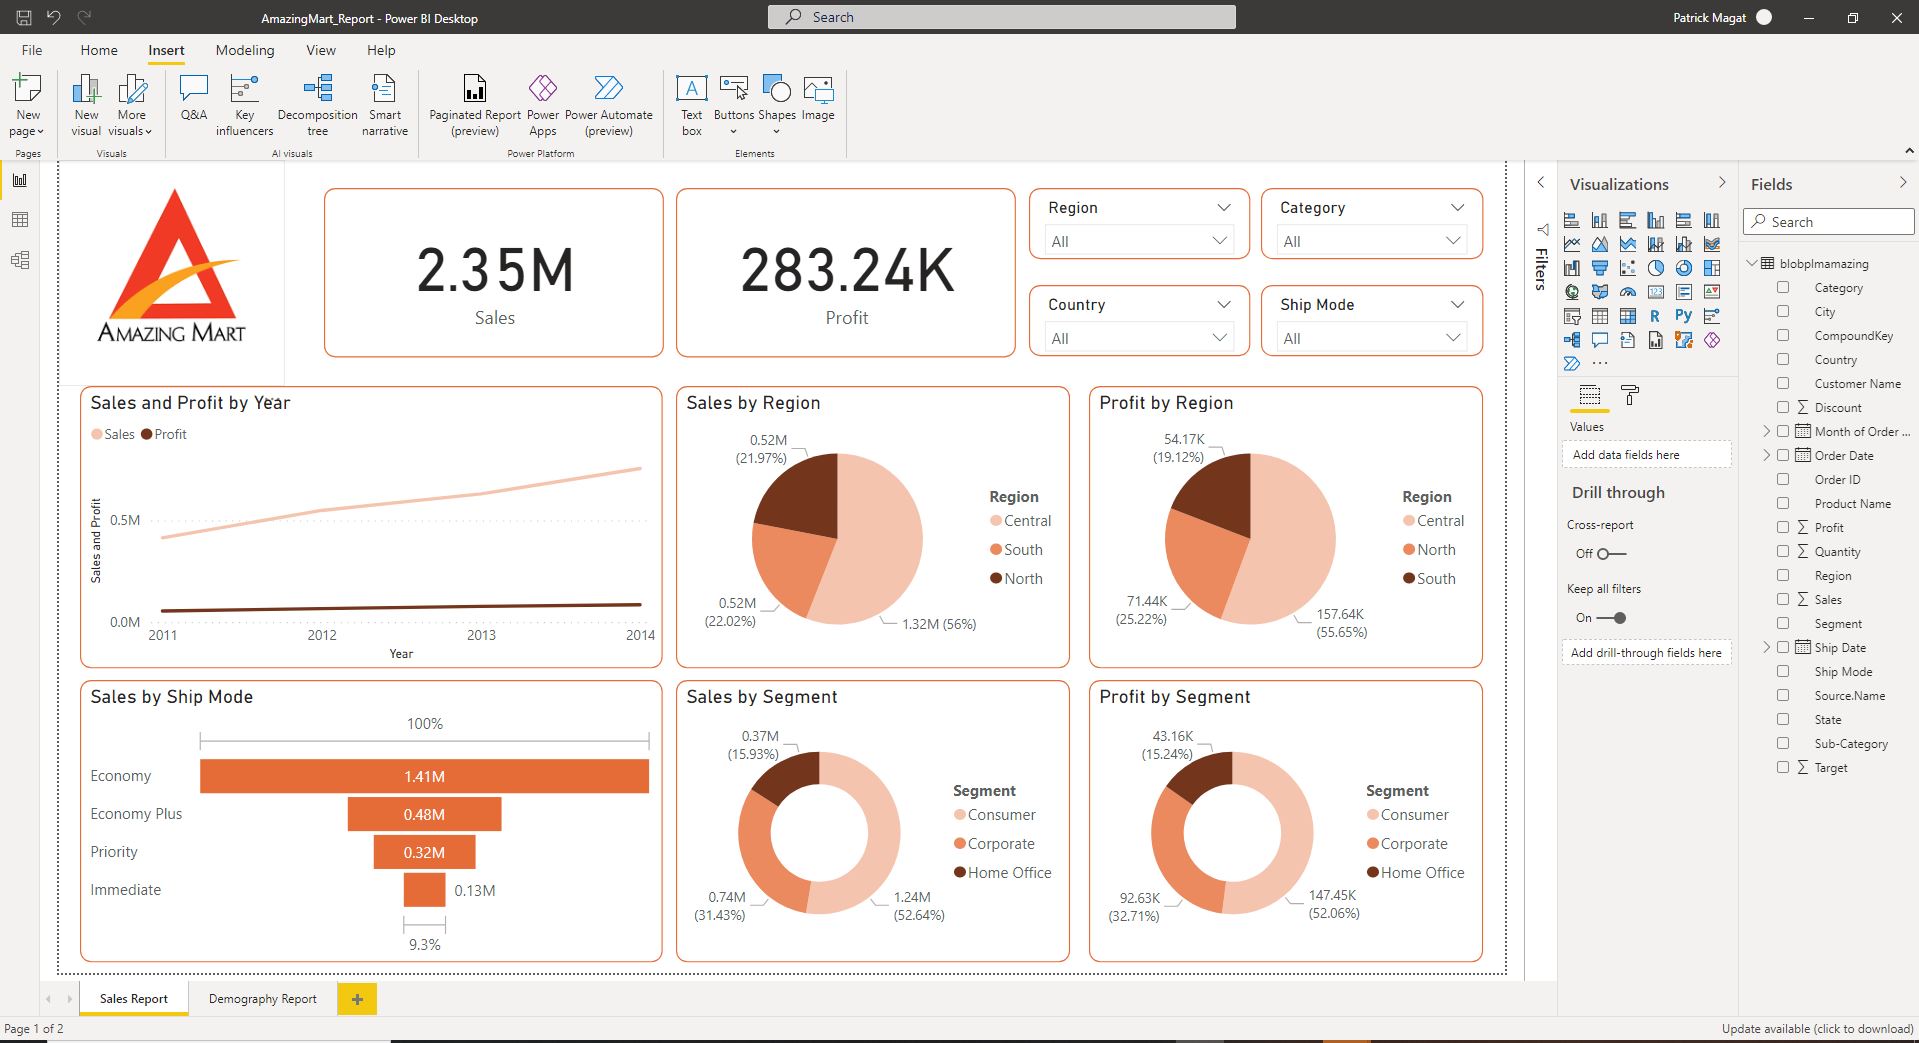 AmazingMart_Report - Power BI Desktop
Search
Patrick Magat
File Home Insert Modeling View Help
New page
New visual
More visuals
Q&A
Key influencers
Decomposition tree
Smart narrative
Paginated Report (preview)
Power Apps
Power Automate (preview)
Text box
Buttons
Shapes
Image
Pages
Visuals
AI visuals
Power Platform
Elements
AMAZING MART
2.35M
Sales
283.24K
Profit
Region
All
Category
All
Country
All
Ship Mode
All
Sales and Profit by Year
Sales Profit
Sales and Profit
0.5M
0.0M
2011 2012 2013 2014
Year
Sales by Region
0.52M
(21.97%)
0.52M
(22.02%)
1.32M (56%)
Region
Central
South
North
Profit by Region
54.17K
(19.12%)
71.44K
(25.22%)
157.64K
(55.65%)
Region
Central
North
South
Sales by Ship Mode
100%
Economy 1.41M
Economy Plus 0.48M
Priority 0.32M
Immediate 0.13M
9.3%
Sales by Segment
0.37M
(15.93%)
0.74M
(31.43%)
1.24M
(52.64%)
Segment
Consumer
Corporate
Home Office
Profit by Segment
43.16K
(15.24%)
92.63K
(32.71%)
147.45K
(52.06%)
Segment
Consumer
Corporate
Home Office
Filters
Visualizations
123
R
Py
Values
Add data fields here
Drill through
Cross-report
Off
Keep all filters
On
Add drill-through fields here
Fields
Search
blobplmamazing
Category
City
CompoundKey
Country
Customer Name
Discount
Month of Order ...
Order Date
Order ID
Product Name
Profit
Quantity
Region
Sales
Segment
Ship Date
Ship Mode
Source.Name
State
Sub-Category
Target
Sales Report
Demography Report
Page 1 of 2
Update available (click to download)